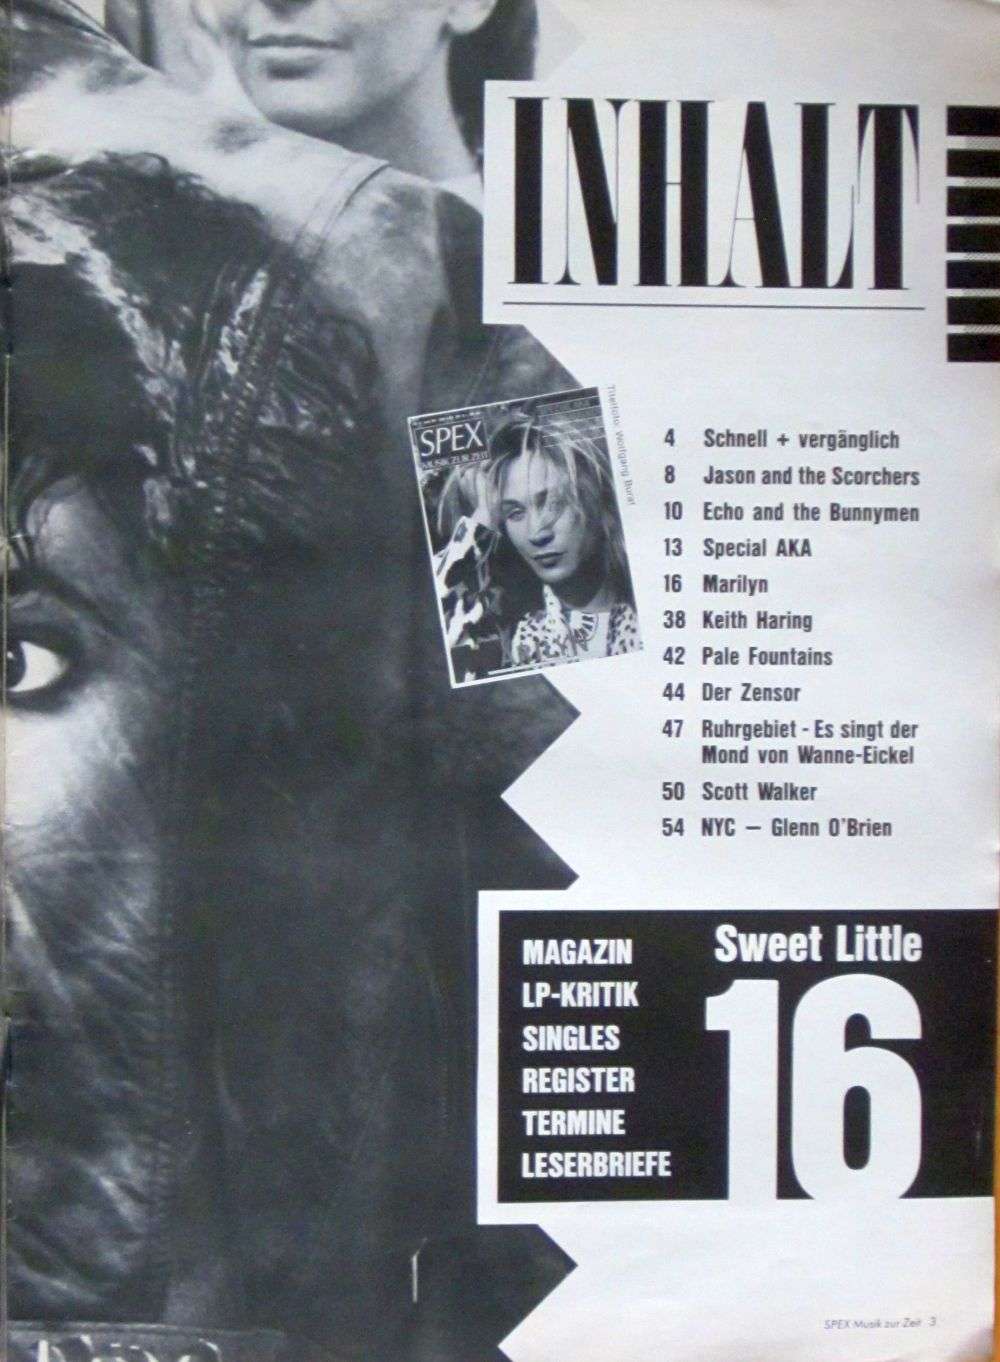 INHALT
SPEX
MUSIK ZUR ZEIT
Titelfoto: Wolfgang Burat
4 Schnell + vergänglich
8 Jason and the Scorchers
10 Echo and the Bunnymen
13 Special AKA
16 Marilyn
38 Keith Haring
42 Pale Fountains
44 Der Zensor
47 Ruhrgebiet - Es singt der
Mond von Wanne-Eickel
50 Scott Walker
54 NYC — Glenn O'Brien
MAGAZIN
LP-KRITIK
SINGLES
REGISTER
TERMINE
LESERBRIEFE
Sweet Little
16
SPEX Musik zur Zeit 3